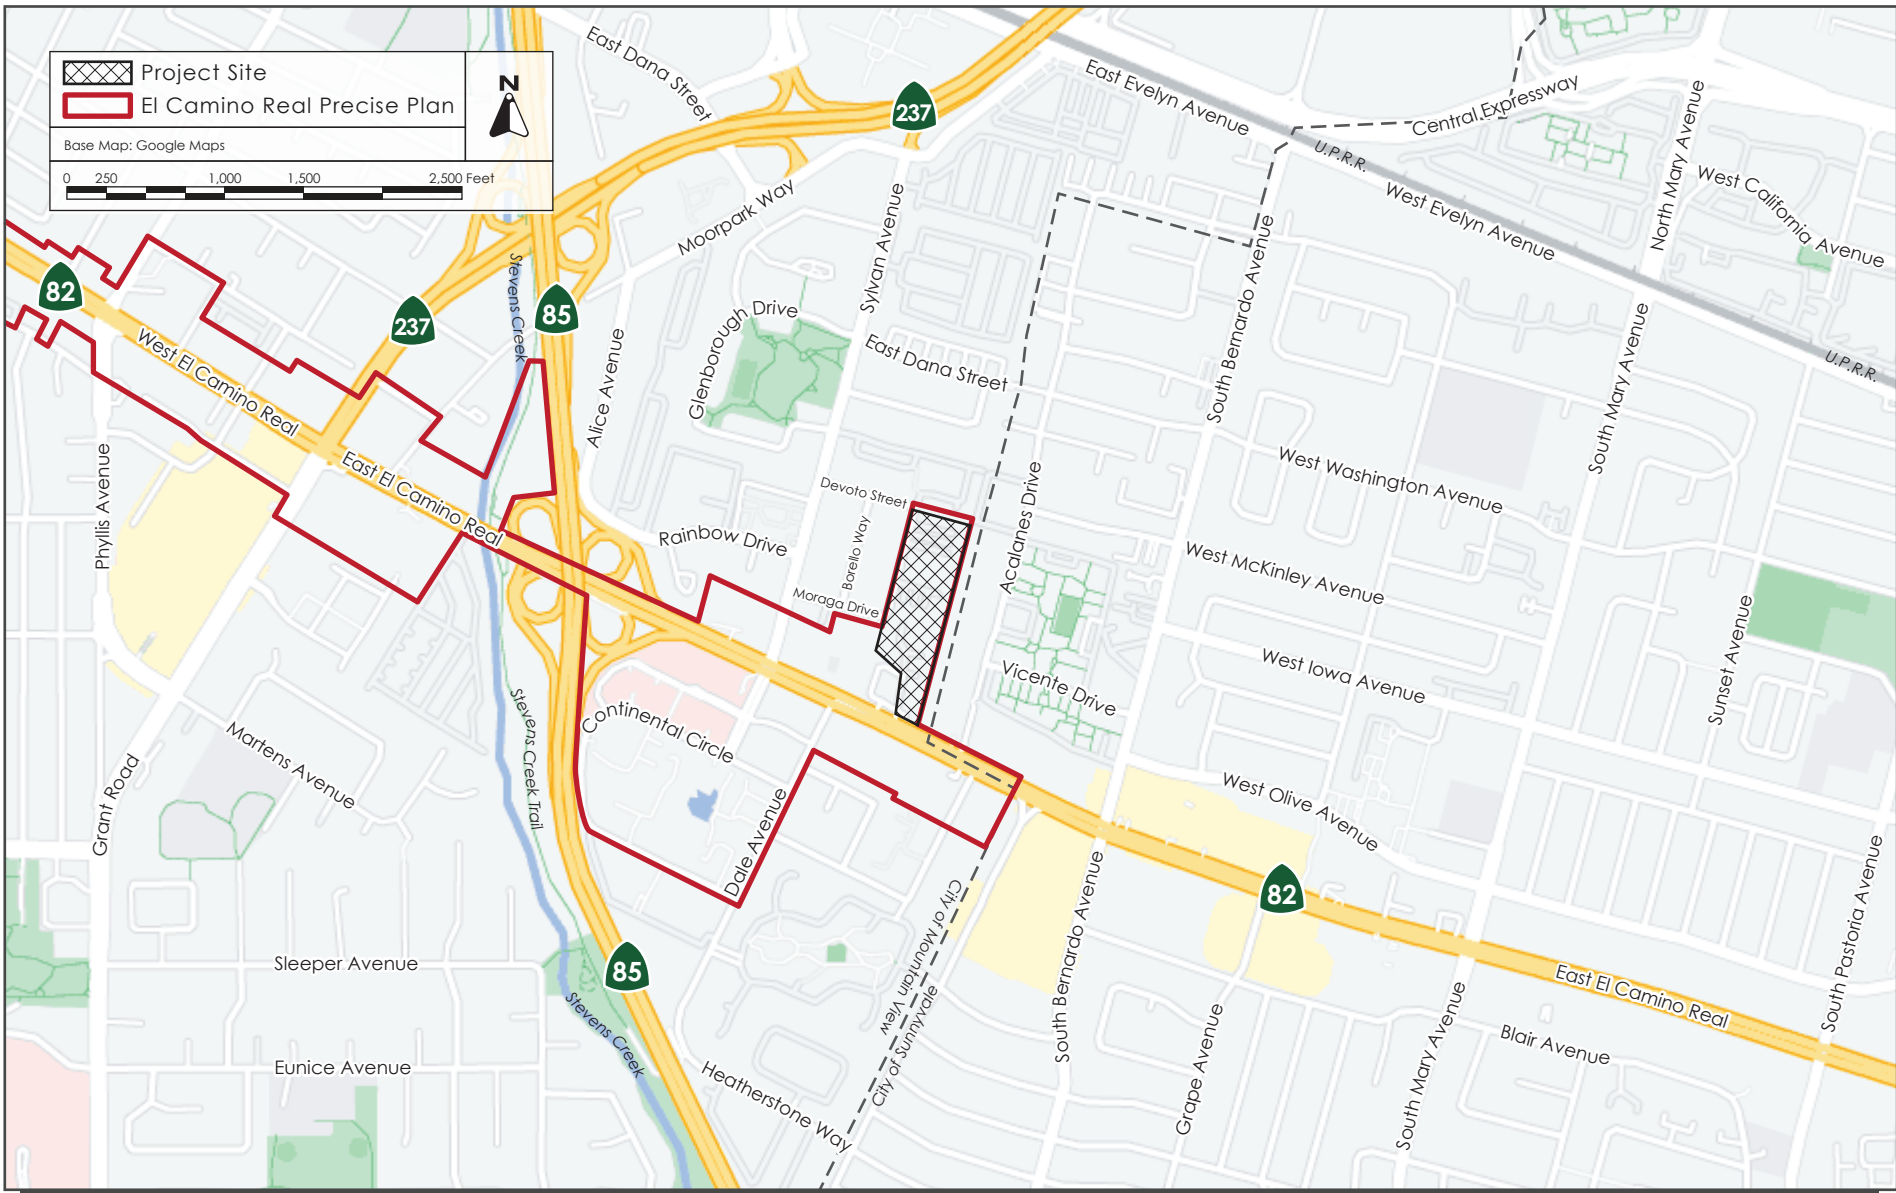 Project Site
El Camino Real Precise Plan
N
Base Map: Google Maps
0 250 1,000 1,500 2,500 Feet
East Dana Street
237
East Evelyn Avenue
Central Expressway
U.P.R.R.
West Evelyn Avenue
North Mary Avenue
West California Avenue
U.P.R.R.
Moorpark Way
Sylvan Avenue
South Bernardo Avenue
82
237
85
Stevens Creek
Glenborough Drive
East Dana Street
Alice Avenue
West El Camino Real
South Mary Avenue
Phyllis Avenue
East El Camino Real
West Washington Avenue
Devoto Street
Acalanes Drive
Rainbow Drive
Borello Way
West McKinley Avenue
Moraga Drive
Sunset Avenue
West Iowa Avenue
Vicente Drive
Stevens Creek Trail
Continental Circle
Martens Avenue
Grant Road
Dale Avenue
West Olive Avenue
82
City of Mountain View
City of Sunnyvale
South Bernardo Avenue
South Pastoria Avenue
Sleeper Avenue
85
East El Camino Real
Stevens Creek
Grape Avenue
South Mary Avenue
Blair Avenue
Eunice Avenue
Heatherstone Way